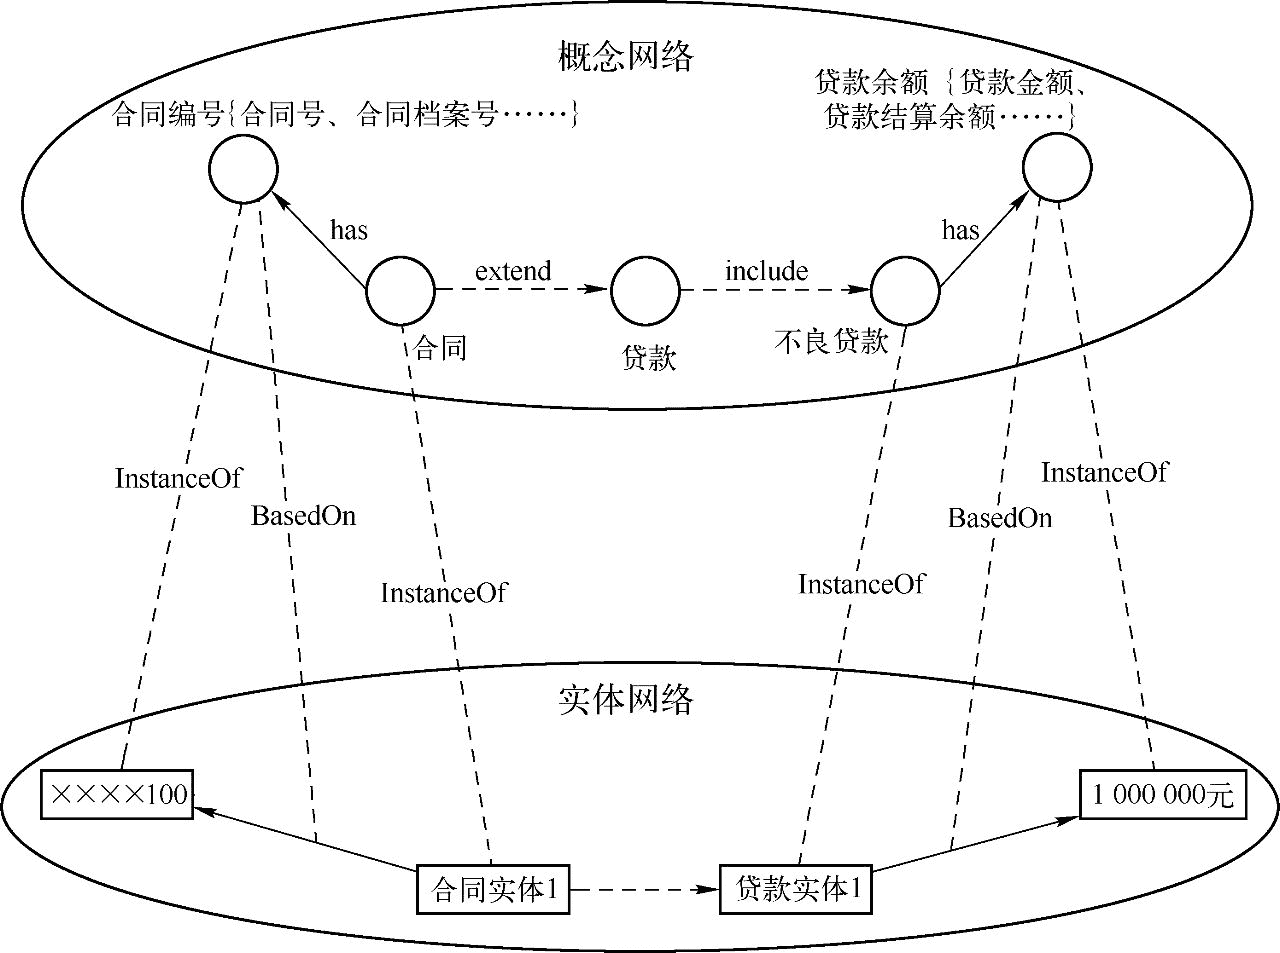 概念网络
合同编号{合同号、合同档案号……}
贷款余额 {贷款金额、
贷款结算余额……}
has
has
extend
include
合同
贷款
不良贷款
InstanceOf
BasedOn
InstanceOf
InstanceOf
BasedOn
InstanceOf
实体网络
××××100
1 000 000元
合同实体1
贷款实体1